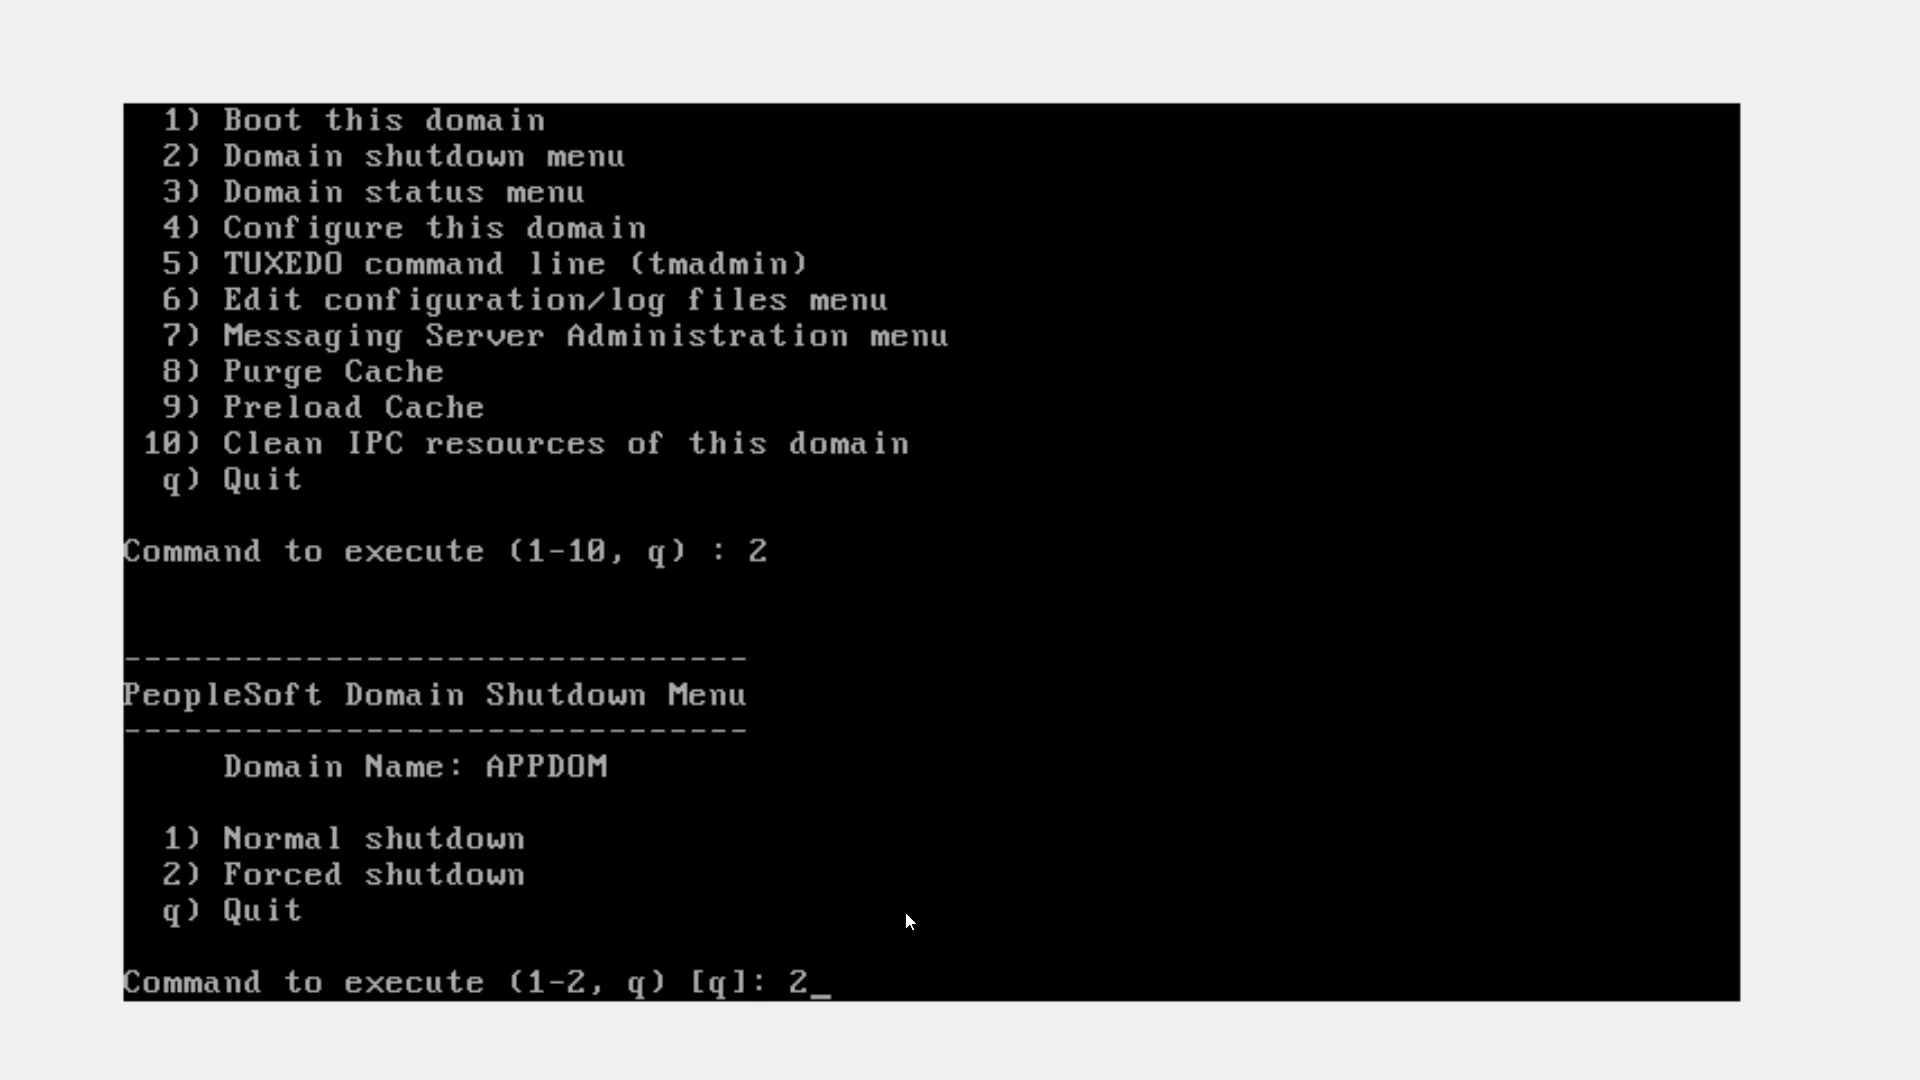 1) Boot this domain
2) Domain shutdown menu
3) Domain status menu
4) Configure this domain
5) TUXEDO command line (tmadmin)
6) Edit configuration/log files menu
7) Messaging Server Administration menu
8) Purge Cache
9) Preload Cache
10) Clean IPC resources of this domain
q) Quit
Command to execute (1-10, q) : 2
-------------------------------
PeopleSoft Domain Shutdown Menu
-------------------------------
Domain Name: APPDOM
1) Normal shutdown
2) Forced shutdown
q) Quit
Command to execute (1-2, q) [q]: 2_